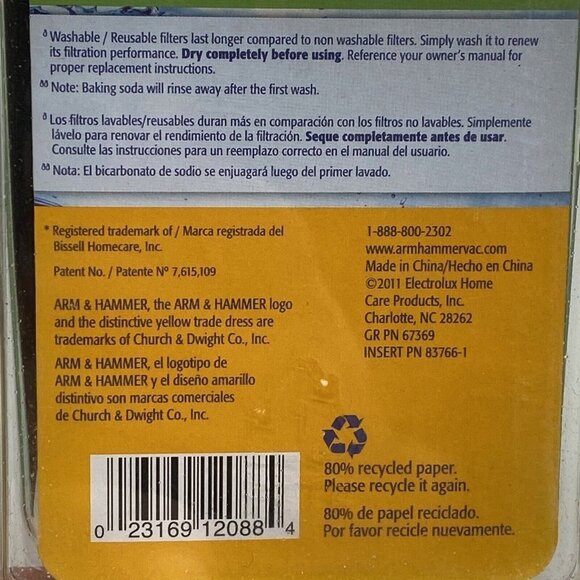 § Washable / Reusable filters last longer compared to non washable filters. Simply wash it to renew
its filtration performance. Dry completely before using. Reference your owner's manual for
proper replacement instructions.
§§ Note: Baking soda will rinse away after the first wash.
§ Los filtros lavables/reusables duran más en comparación con los filtros no lavables. Simplemente
lávelo para renovar el rendimiento de la filtración. Seque completamente antes de usar.
Consulte las instrucciones para un reemplazo correcto en el manual del usuario.
§§ Nota: El bicarbonato de sodio se enjuagará luego del primer lavado.
* Registered trademark of / Marca registrada del
Bissell Homecare, Inc.
Patent No. / Patente Nº 7,615,109
ARM & HAMMER, the ARM & HAMMER logo
and the distinctive yellow trade dress are
trademarks of Church & Dwight Co., Inc.
ARM & HAMMER, el logotipo de
ARM & HAMMER y el diseño amarillo
distintivo son marcas comerciales
de Church & Dwight Co., Inc.
1-888-800-2302
www.armhammervac.com
Made in China/Hecho en China
©2011 Electrolux Home
Care Products, Inc.
Charlotte, NC 28262
GR PN 67369
INSERT PN 83766-1
80% recycled paper.
Please recycle it again.
80% de papel reciclado.
Por favor recicle nuevamente.
0 23169 12088 4